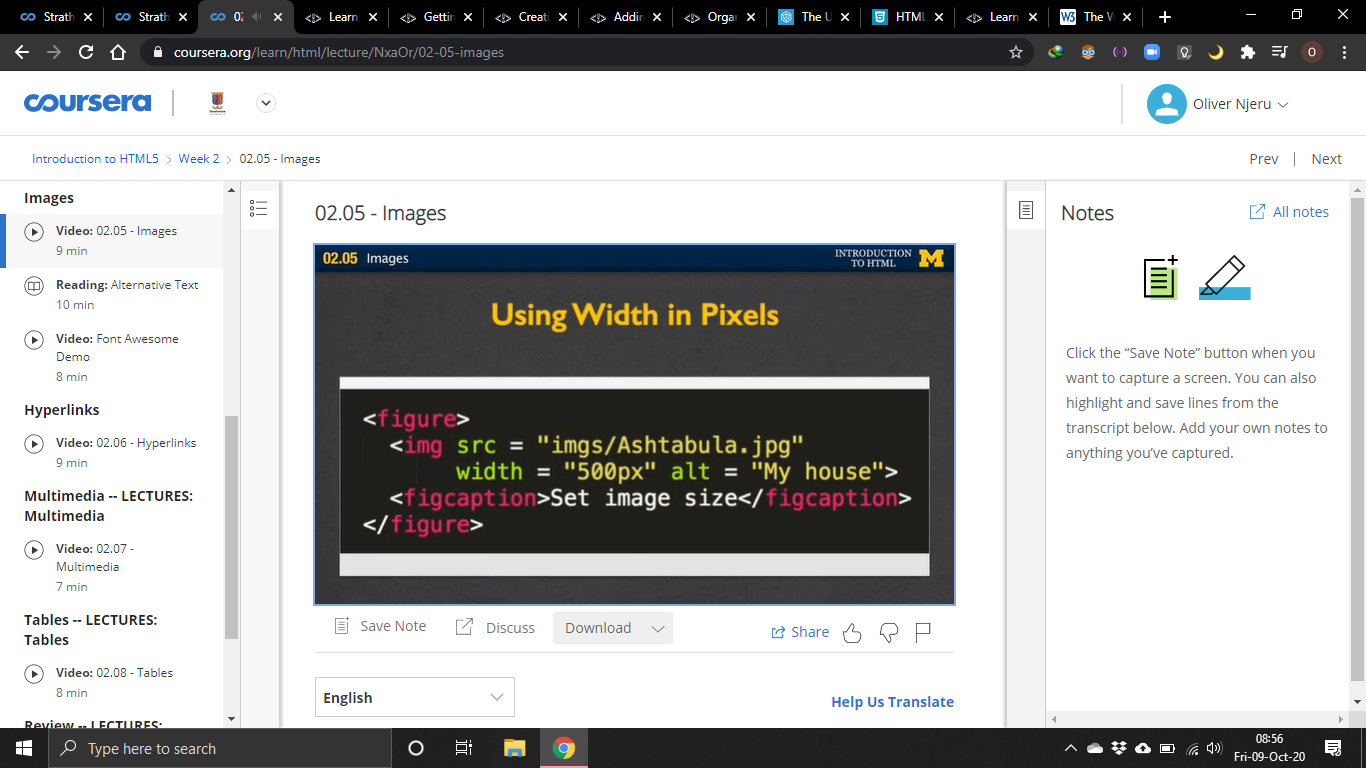 Strath
Strath
02
Learn
Gettin
Creati
Addin
Organ
The U
HTML
Learn
The W
coursera.org/learn/html/lecture/NxaOr/02-05-images
O
coursera
Oliver Njeru
Introduction to HTML5 > Week 2 > 02.05 - Images
Prev | Next
Images
Video: 02.05 - Images
9 min
Reading: Alternative Text
10 min
Video: Font Awesome
Demo
8 min
Hyperlinks
Video: 02.06 - Hyperlinks
9 min
Multimedia -- LECTURES:
Multimedia
Video: 02.07 -
Multimedia
7 min
Tables -- LECTURES:
Tables
Video: 02.08 - Tables
8 min
Review -- LECTURES:
02.05 - Images
02.05 Images
INTRODUCTION
TO HTML
M
Using Width in Pixels
<figure>
<img src = "imgs/Ashtabula.jpg"
width = "500px" alt = "My house">
<figcaption>Set image size</figcaption>
</figure>
Save Note
Discuss
Download
Share
English
Help Us Translate
Notes
All notes
Click the “Save Note” button when you
want to capture a screen. You can also
highlight and save lines from the
transcript below. Add your own notes to
anything you’ve captured.
Type here to search
08:56
Fri-09-Oct-20